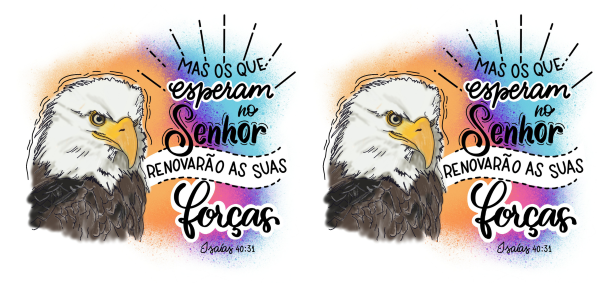 MAS OS QUE
esperam
no
Senhor
RENOVARÃO AS SUAS
forças
Isaías 40:31
MAS OS QUE
esperam
no
Senhor
RENOVARÃO AS SUAS
forças
Isaías 40:31